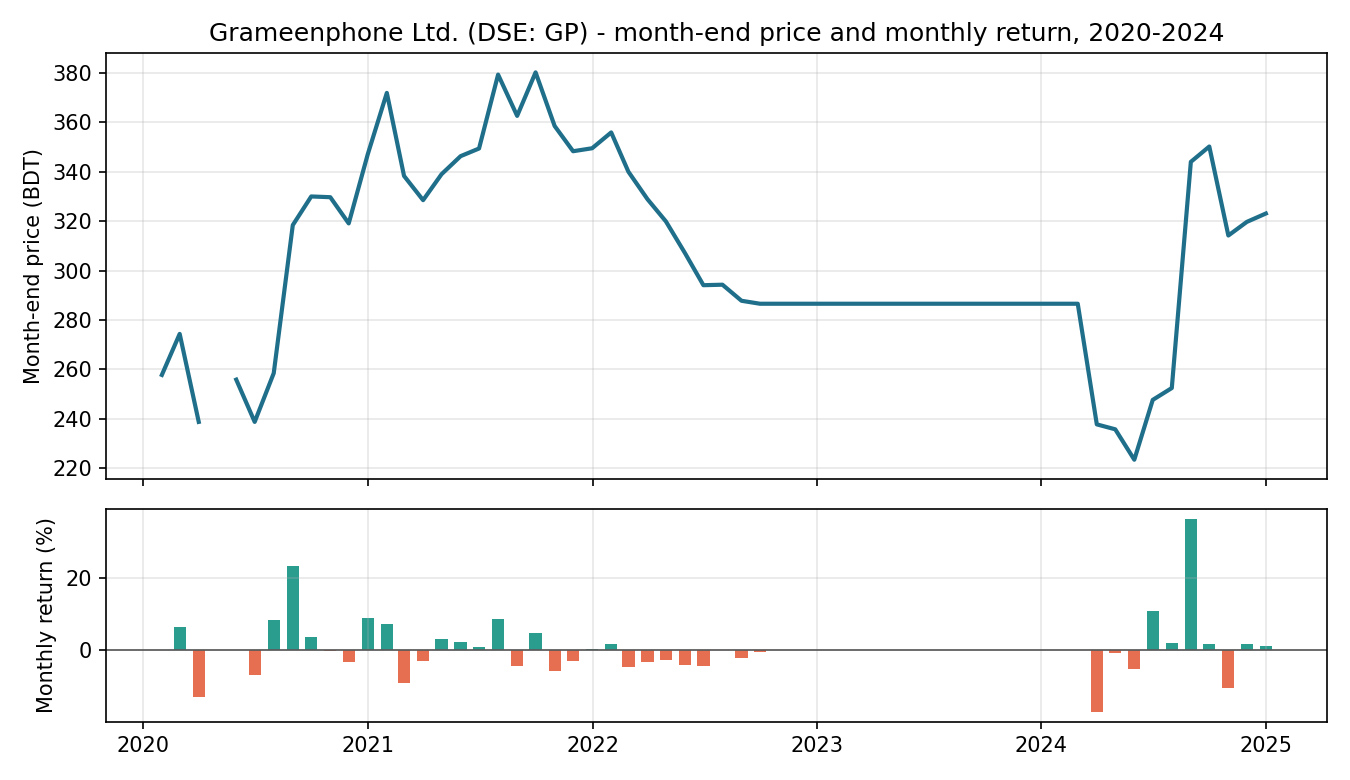 Grameenphone Ltd. (DSE: GP) - month-end price and monthly return, 2020-2024
Month-end price (BDT)
380
360
340
320
300
280
260
240
220
Monthly return (%)
20
0
2020 2021 2022 2023 2024 2025